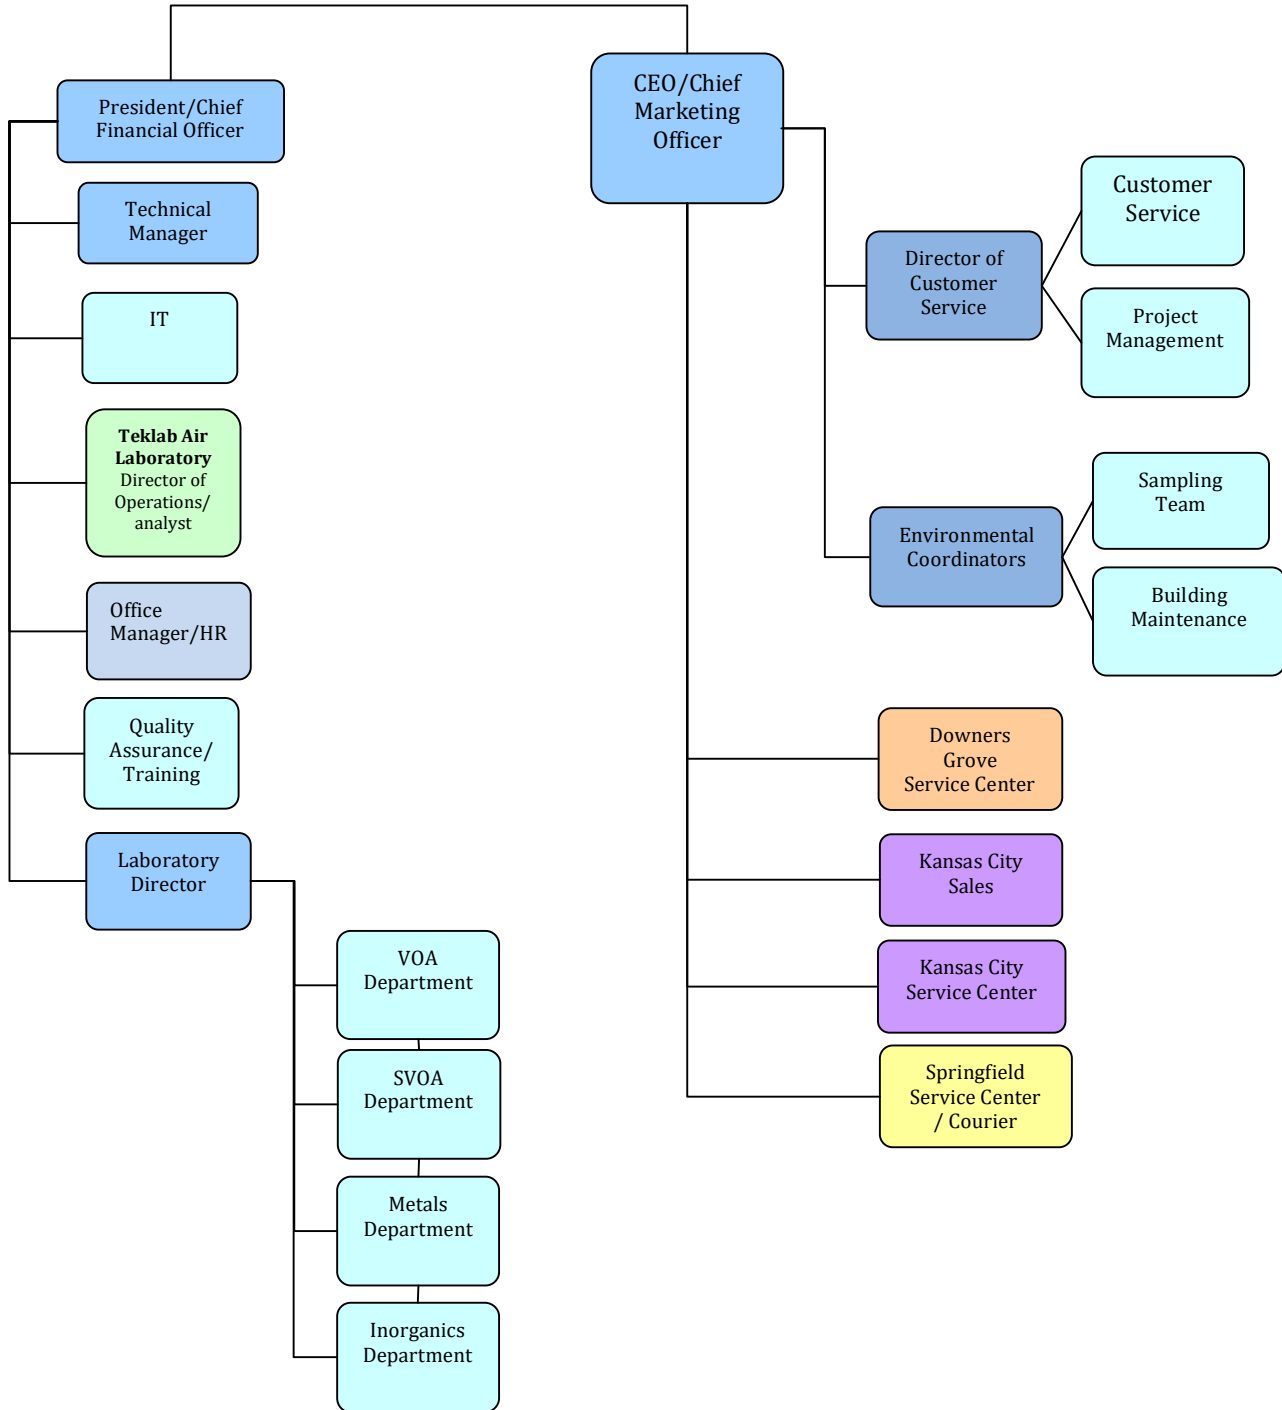 President/Chief
Financial Officer
CEO/Chief
Marketing
Officer
Technical
Manager
IT
Teklab Air
Laboratory
Director of
Operations/
analyst
Office
Manager/HR
Quality
Assurance/
Training
Laboratory
Director
VOA
Department
SVOA
Department
Metals
Department
Inorganics
Department
Director of
Customer
Service
Customer
Service
Project
Management
Environmental
Coordinators
Sampling
Team
Building
Maintenance
Downers
Grove
Service Center
Kansas City
Sales
Kansas City
Service Center
Springfield
Service Center
/ Courier